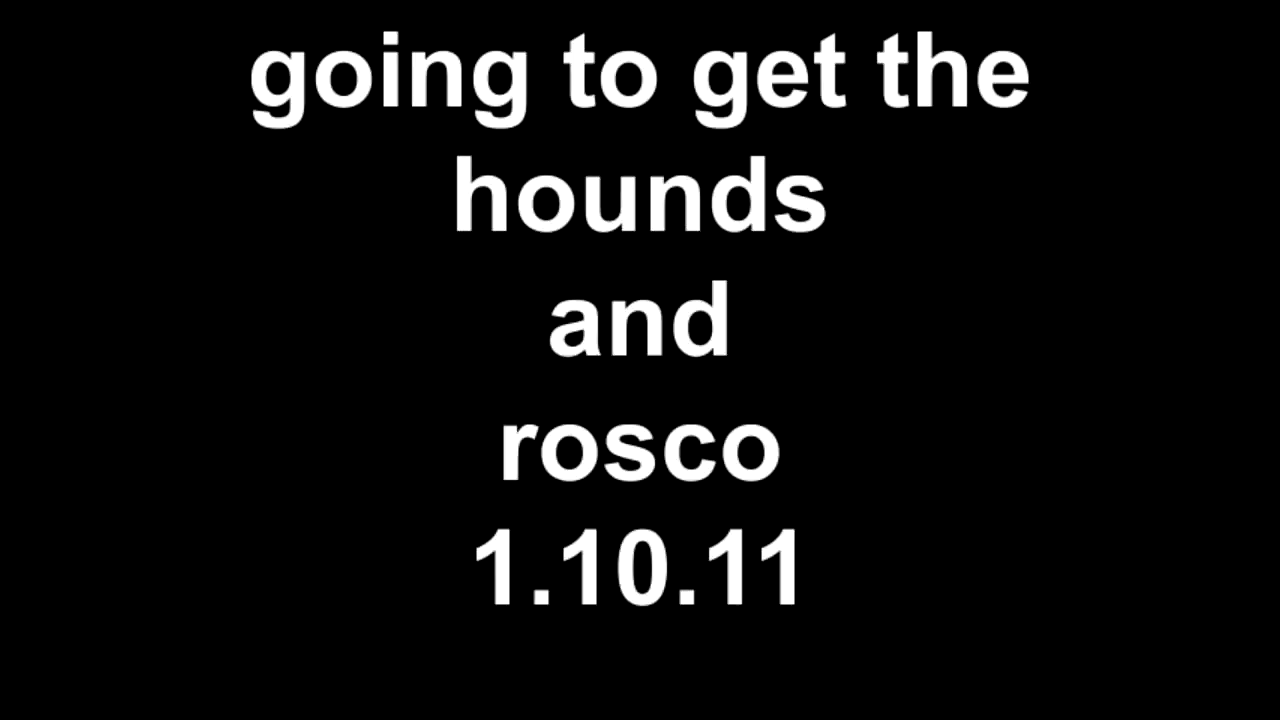 going to get the
hounds
and
rosco
1.10.11